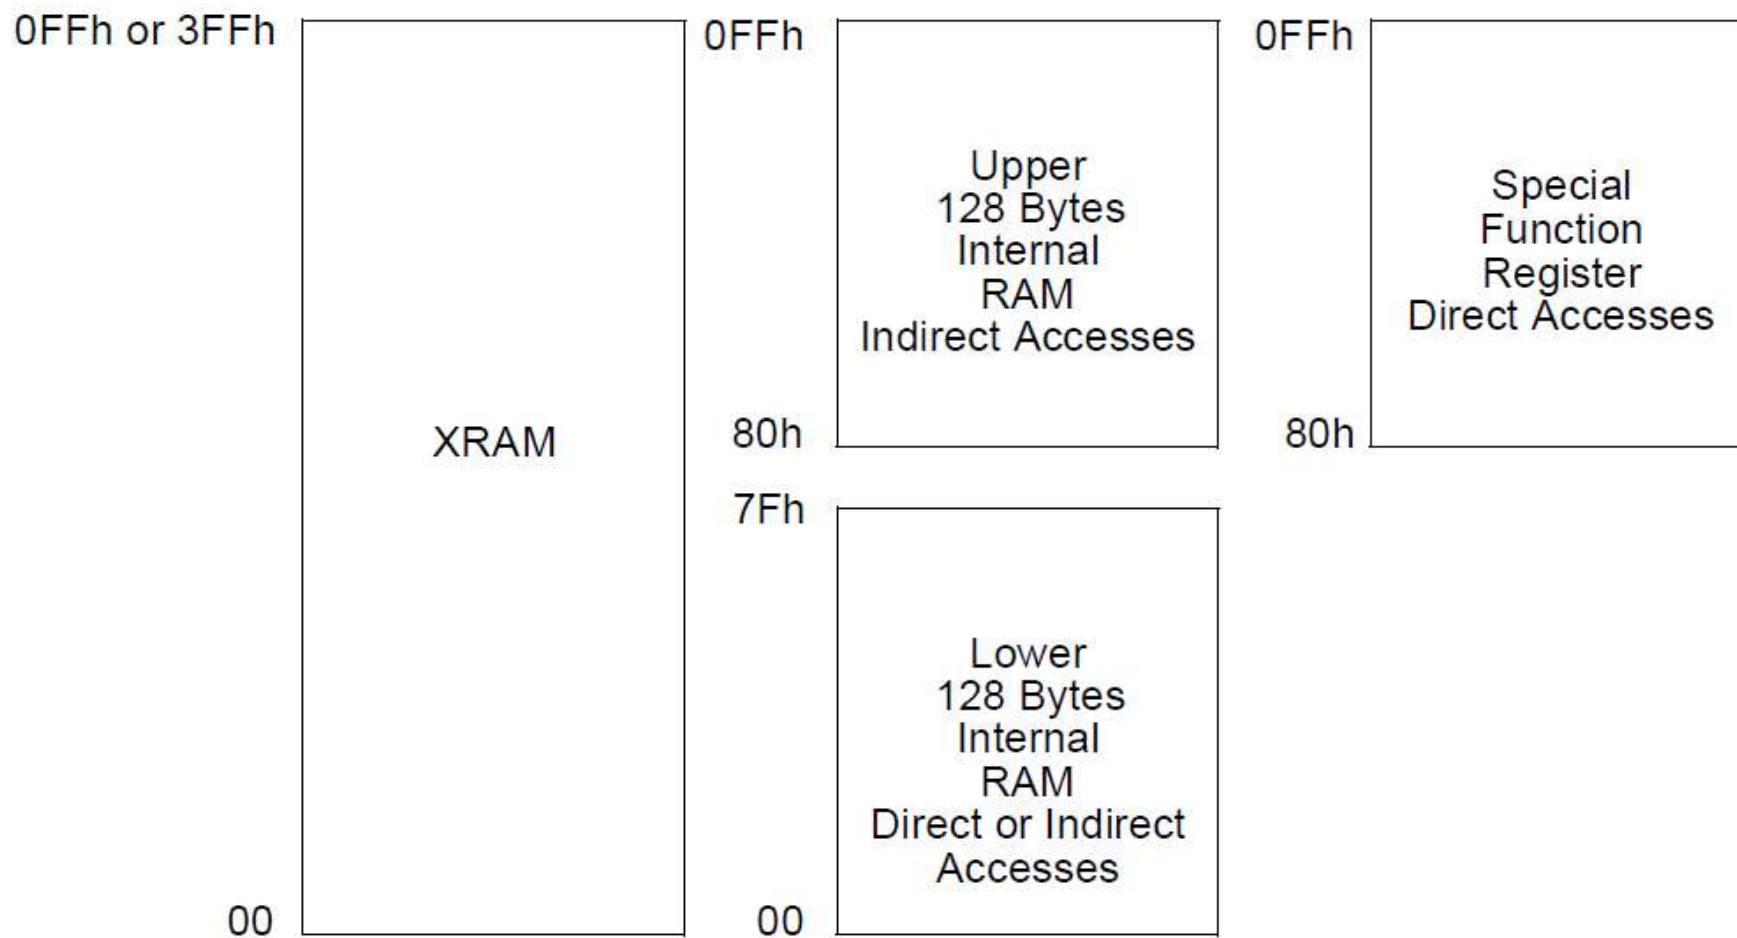 0FFh or 3FFh
XRAM
00
0FFh
Upper
128 Bytes
Internal
RAM
Indirect Accesses
80h
7Fh
Lower
128 Bytes
Internal
RAM
Direct or Indirect
Accesses
00
0FFh
Special
Function
Register
Direct Accesses
80h